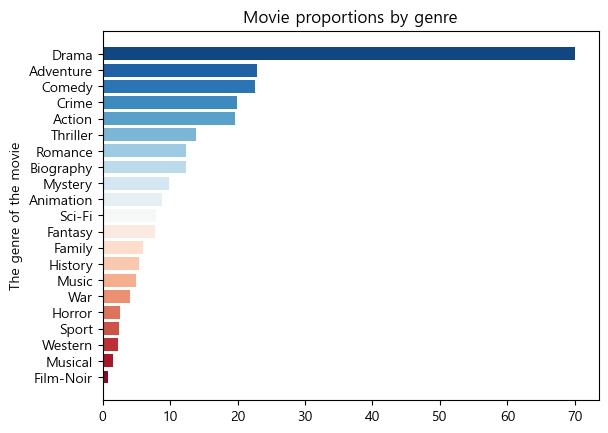 Movie proportions by genre
The genre of the movie
Drama
Adventure
Comedy
Crime
Action
Thriller
Romance
Biography
Mystery
Animation
Sci-Fi
Fantasy
Family
History
Music
War
Horror
Sport
Western
Musical
Film-Noir
0 10 20 30 40 50 60 70